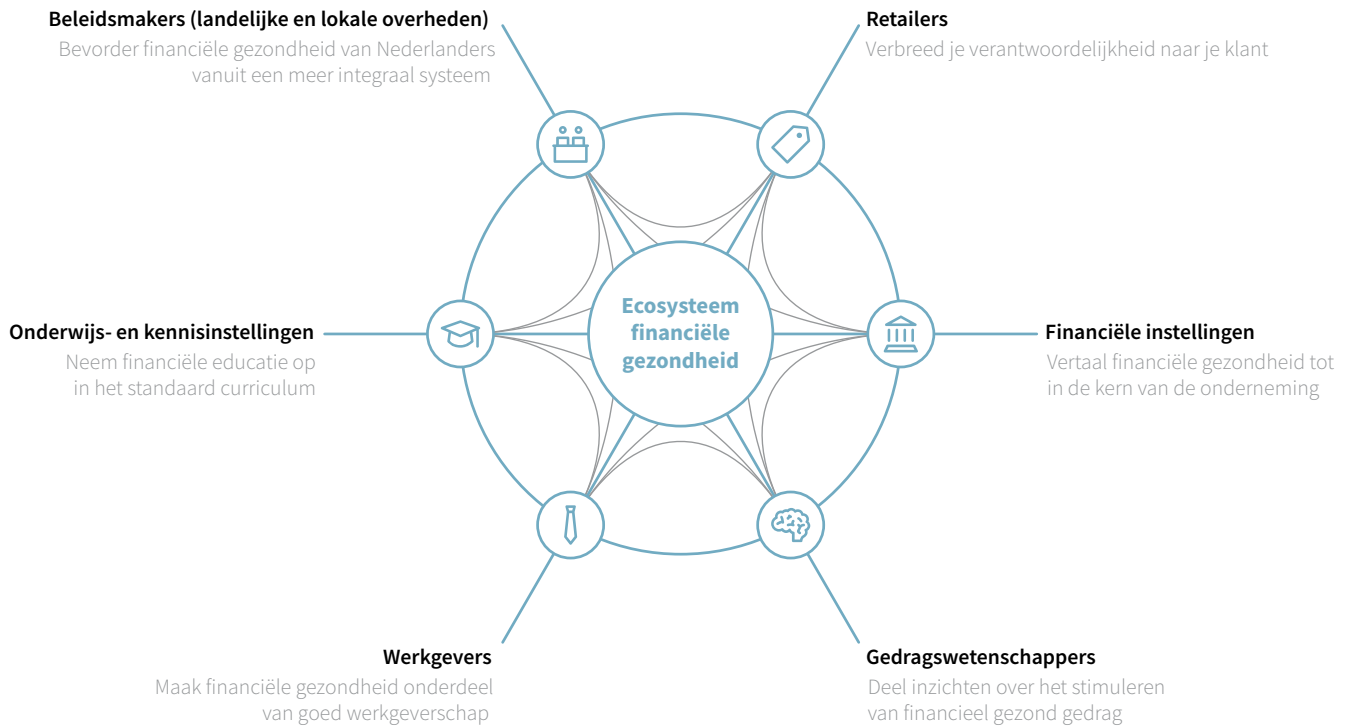 Beleidsmakers (landelijke en lokale overheden)
Bevorder financiële gezondheid van Nederlanders
vanuit een meer integraal systeem
Retailers
Verbreed je verantwoordelijkheid naar je klant
Onderwijs- en kennisinstellingen
Neem financiële educatie op
in het standaard curriculum
Ecosysteem
financiële
gezondheid
Financiële instellingen
Vertaal financiële gezondheid tot
in de kern van de onderneming
Werkgevers
Maak financiële gezondheid onderdeel
van goed werkgeverschap
Gedragswetenschappers
Deel inzichten over het stimuleren
van financieel gezond gedrag